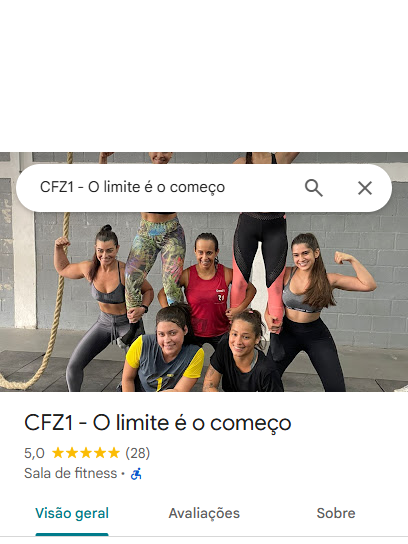 CFZ1 - O limite é o começo
CFZ1 - O limite é o começo
5,0 (28)
Sala de fitness ·
Visão geral Avaliações Sobre